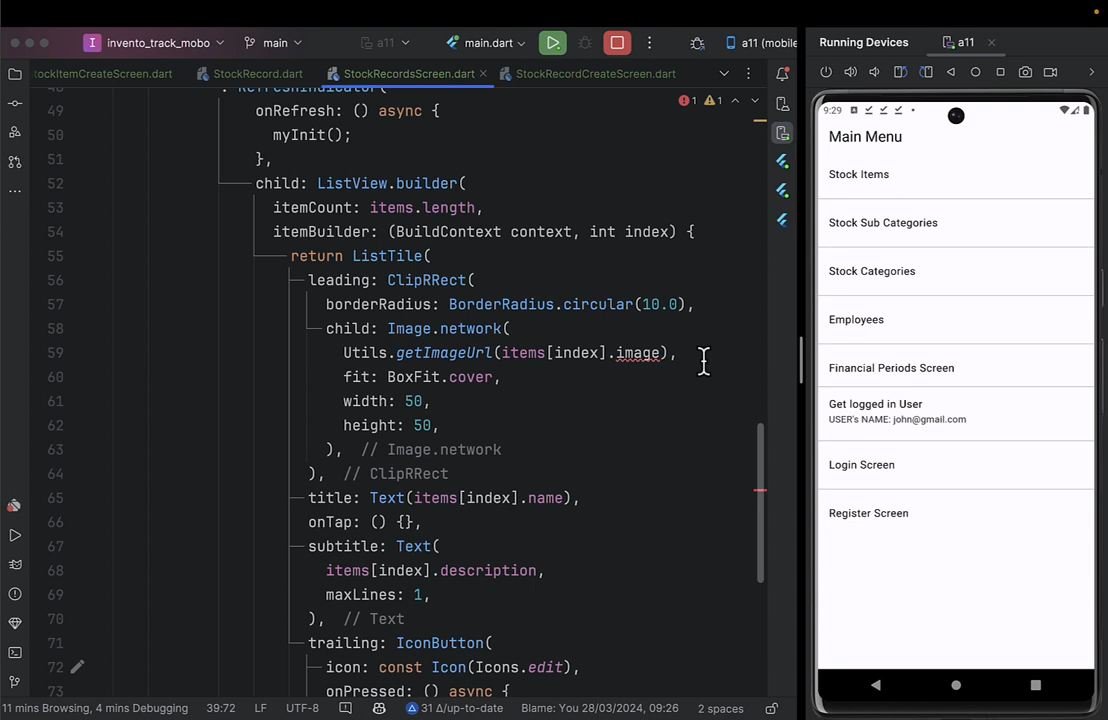 I invento_track_mobo main a11 main.dart a11 (mobile
Running Devices a11
tockItemCreateScreen.dart StockRecord.dart StockRecordsScreen.dart StockRecordCreateScreen.dart
1 1
49 onRefresh: () async {
50 myInit();
51 },
52 child: ListView.builder(
53 itemCount: items.length,
54 itemBuilder: (BuildContext context, int index) {
55 return ListTile(
56 leading: ClipRRect(
57 borderRadius: BorderRadius.circular(10.0),
58 child: Image.network(
59 Utils.getImageUrl(items[index].image),
60 fit: BoxFit.cover,
61 width: 50,
62 height: 50,
63 ), // Image.network
64 ), // ClipRRect
65 title: Text(items[index].name),
66 onTap: () {},
67 subtitle: Text(
68 items[index].description,
69 maxLines: 1,
70 ), // Text
71 trailing: IconButton(
72 icon: const Icon(Icons.edit),
73 onPressed: () async {
11 mins Browsing, 4 mins Debugging 39:72 LF UTF-8 31 Δ/up-to-date Blame: You 28/03/2024, 09:26 2 spaces
9:29
Main Menu
Stock Items
Stock Sub Categories
Stock Categories
Employees
Financial Periods Screen
Get logged in User
USER's NAME: john@gmail.com
Login Screen
Register Screen